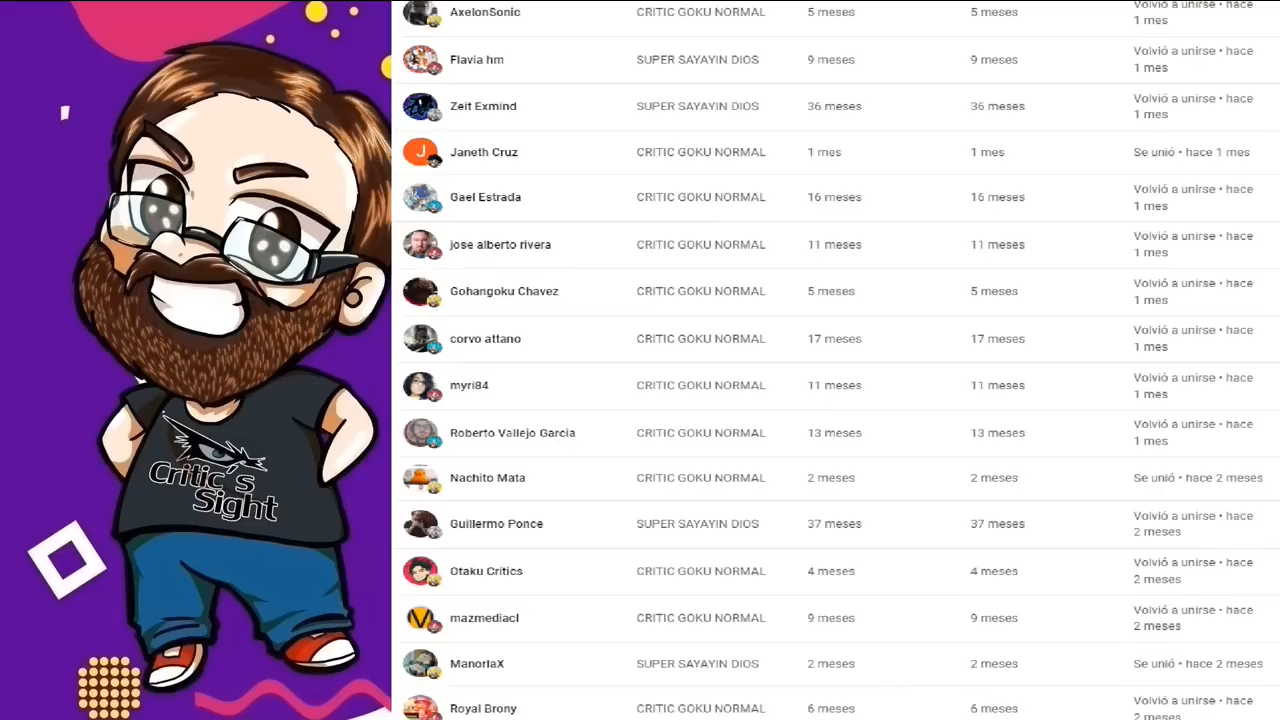 Critic's
Sight
AxelonSonic CRITIC GOKU NORMAL 5 meses 5 meses Volvió a unirse • hace
1 mes
Flavia hm SUPER SAYAYIN DIOS 9 meses 9 meses Volvió a unirse • hace
1 mes
Zeit Exmind SUPER SAYAYIN DIOS 36 meses 36 meses Volvió a unirse • hace
1 mes
J
Janeth Cruz CRITIC GOKU NORMAL 1 mes 1 mes Se unió • hace 1 mes
Gael Estrada CRITIC GOKU NORMAL 16 meses 16 meses Volvió a unirse • hace
1 mes
jose alberto rivera CRITIC GOKU NORMAL 11 meses 11 meses Volvió a unirse • hace
1 mes
Gohangoku Chavez CRITIC GOKU NORMAL 5 meses 5 meses Volvió a unirse • hace
1 mes
corvo attano CRITIC GOKU NORMAL 17 meses 17 meses Volvió a unirse • hace
1 mes
myri84 CRITIC GOKU NORMAL 11 meses 11 meses Volvió a unirse • hace
1 mes
Roberto Vallejo Garcia CRITIC GOKU NORMAL 13 meses 13 meses Volvió a unirse • hace
1 mes
Nachito Mata CRITIC GOKU NORMAL 2 meses 2 meses Se unió • hace 2 meses
Guillermo Ponce SUPER SAYAYIN DIOS 37 meses 37 meses Volvió a unirse • hace
2 meses
Otaku Critics CRITIC GOKU NORMAL 4 meses 4 meses Volvió a unirse • hace
2 meses
mazmediacl CRITIC GOKU NORMAL 9 meses 9 meses Volvió a unirse • hace
2 meses
ManorlaX SUPER SAYAYIN DIOS 2 meses 2 meses Se unió • hace 2 meses
Royal Brony CRITIC GOKU NORMAL 6 meses 6 meses Volvió a unirse • hace
2 meses